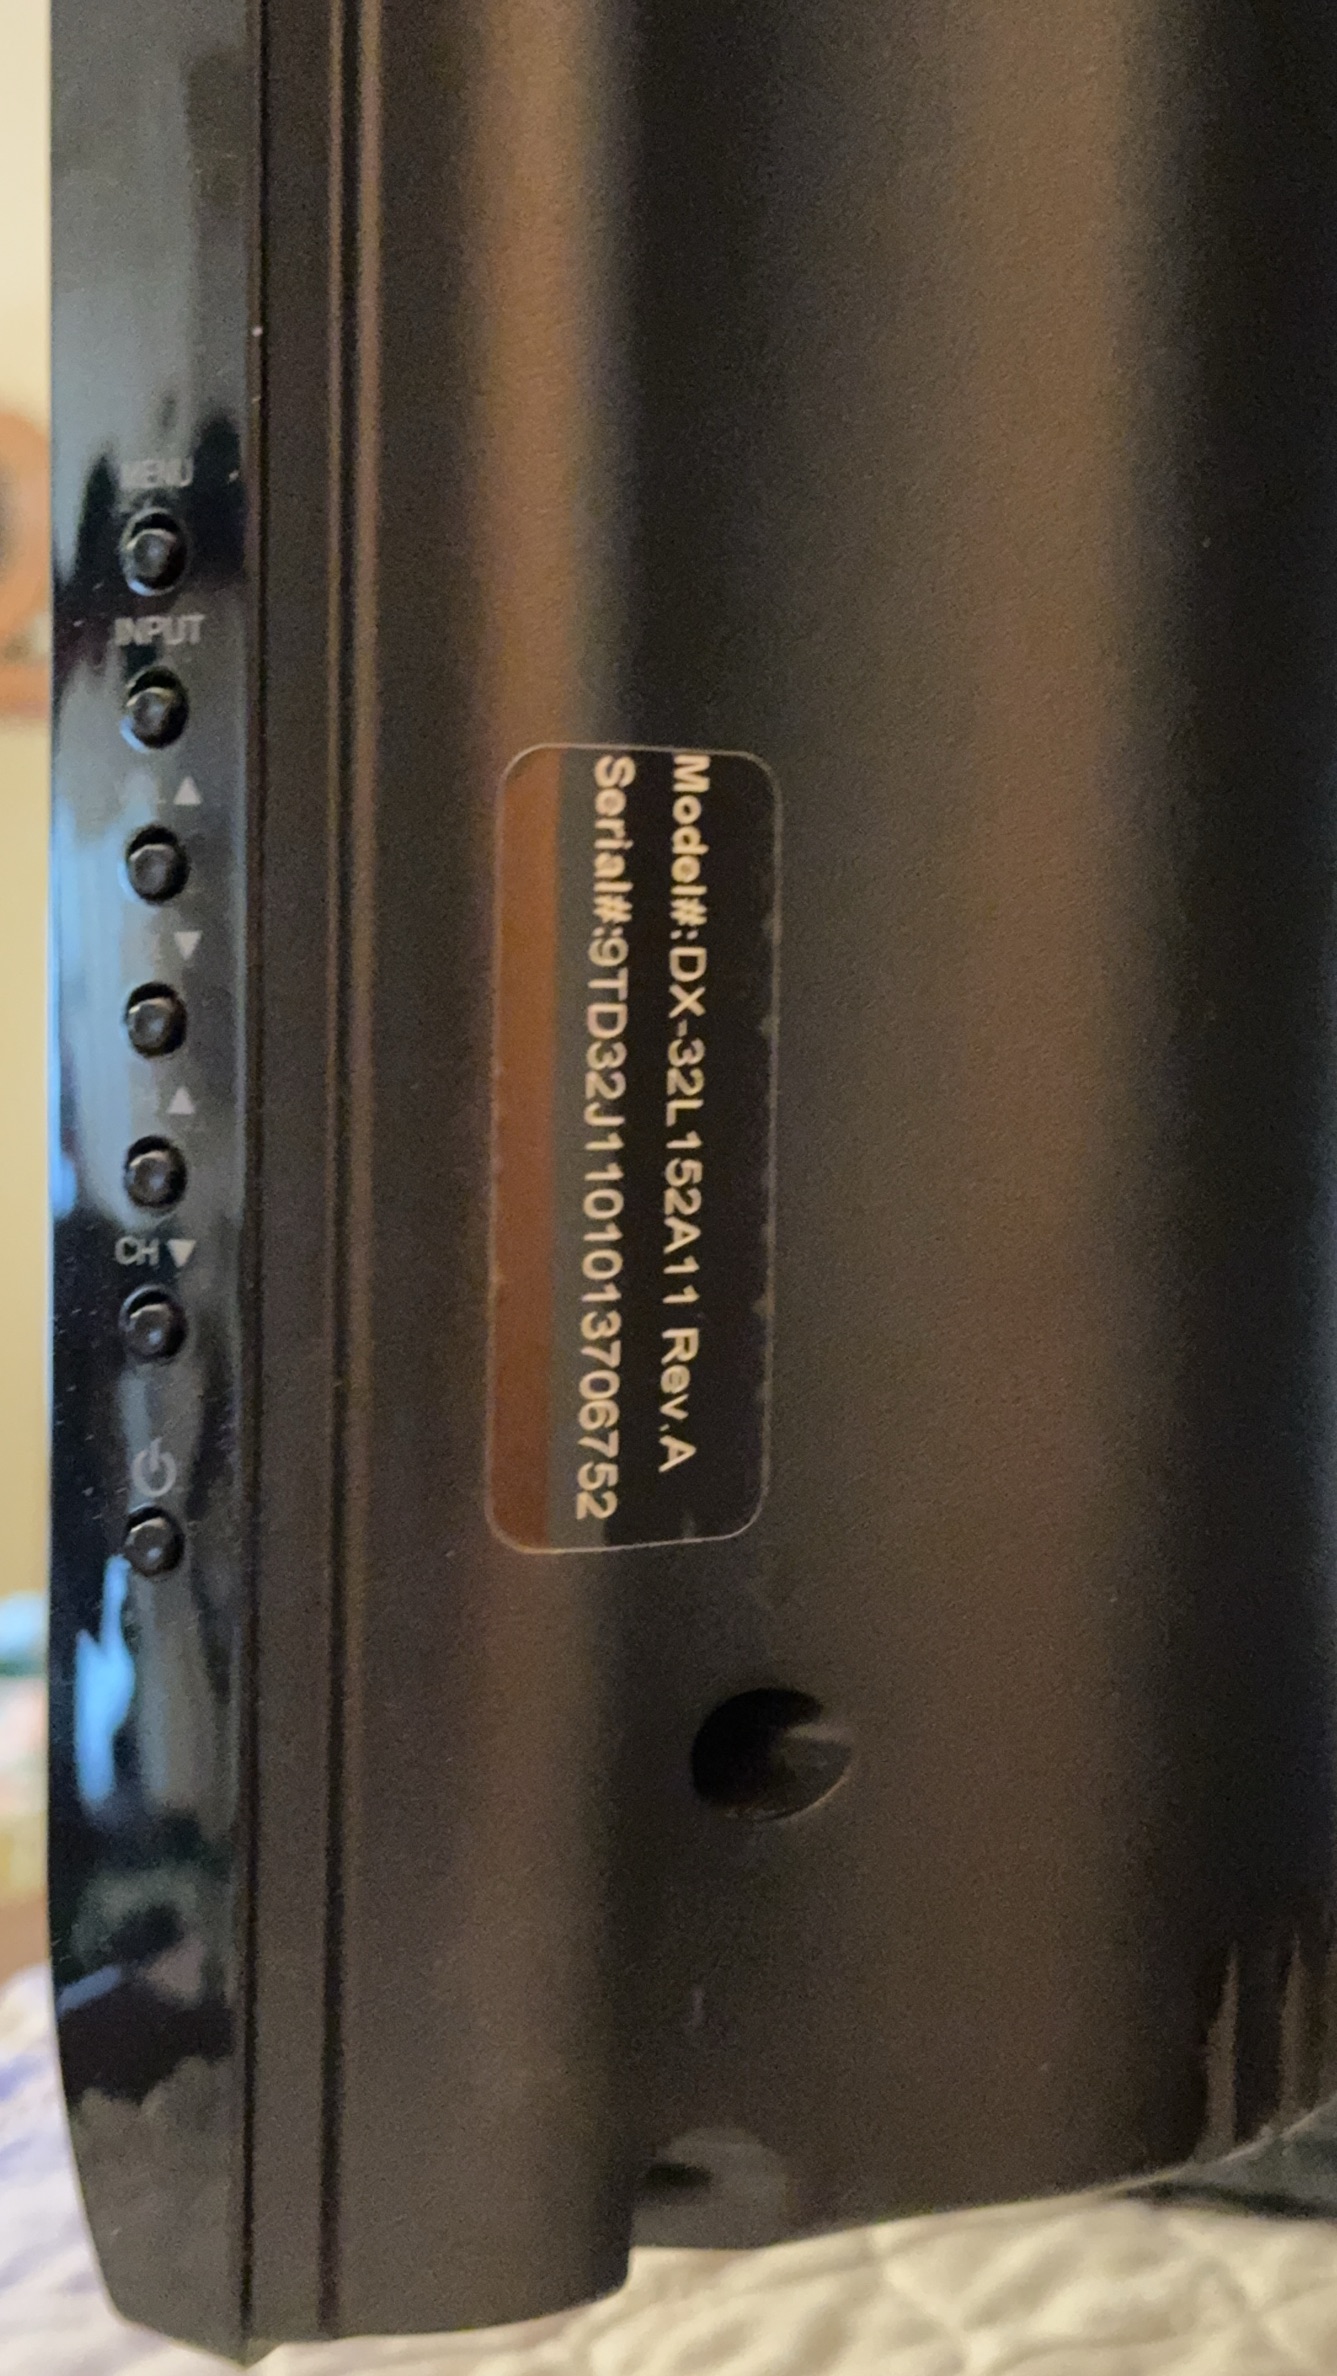 MENU
INPUT
▲
▼
▲
CH ▼
Model#:DX-32L152A11 Rev.A
Serial#:9TD32J1101013706752